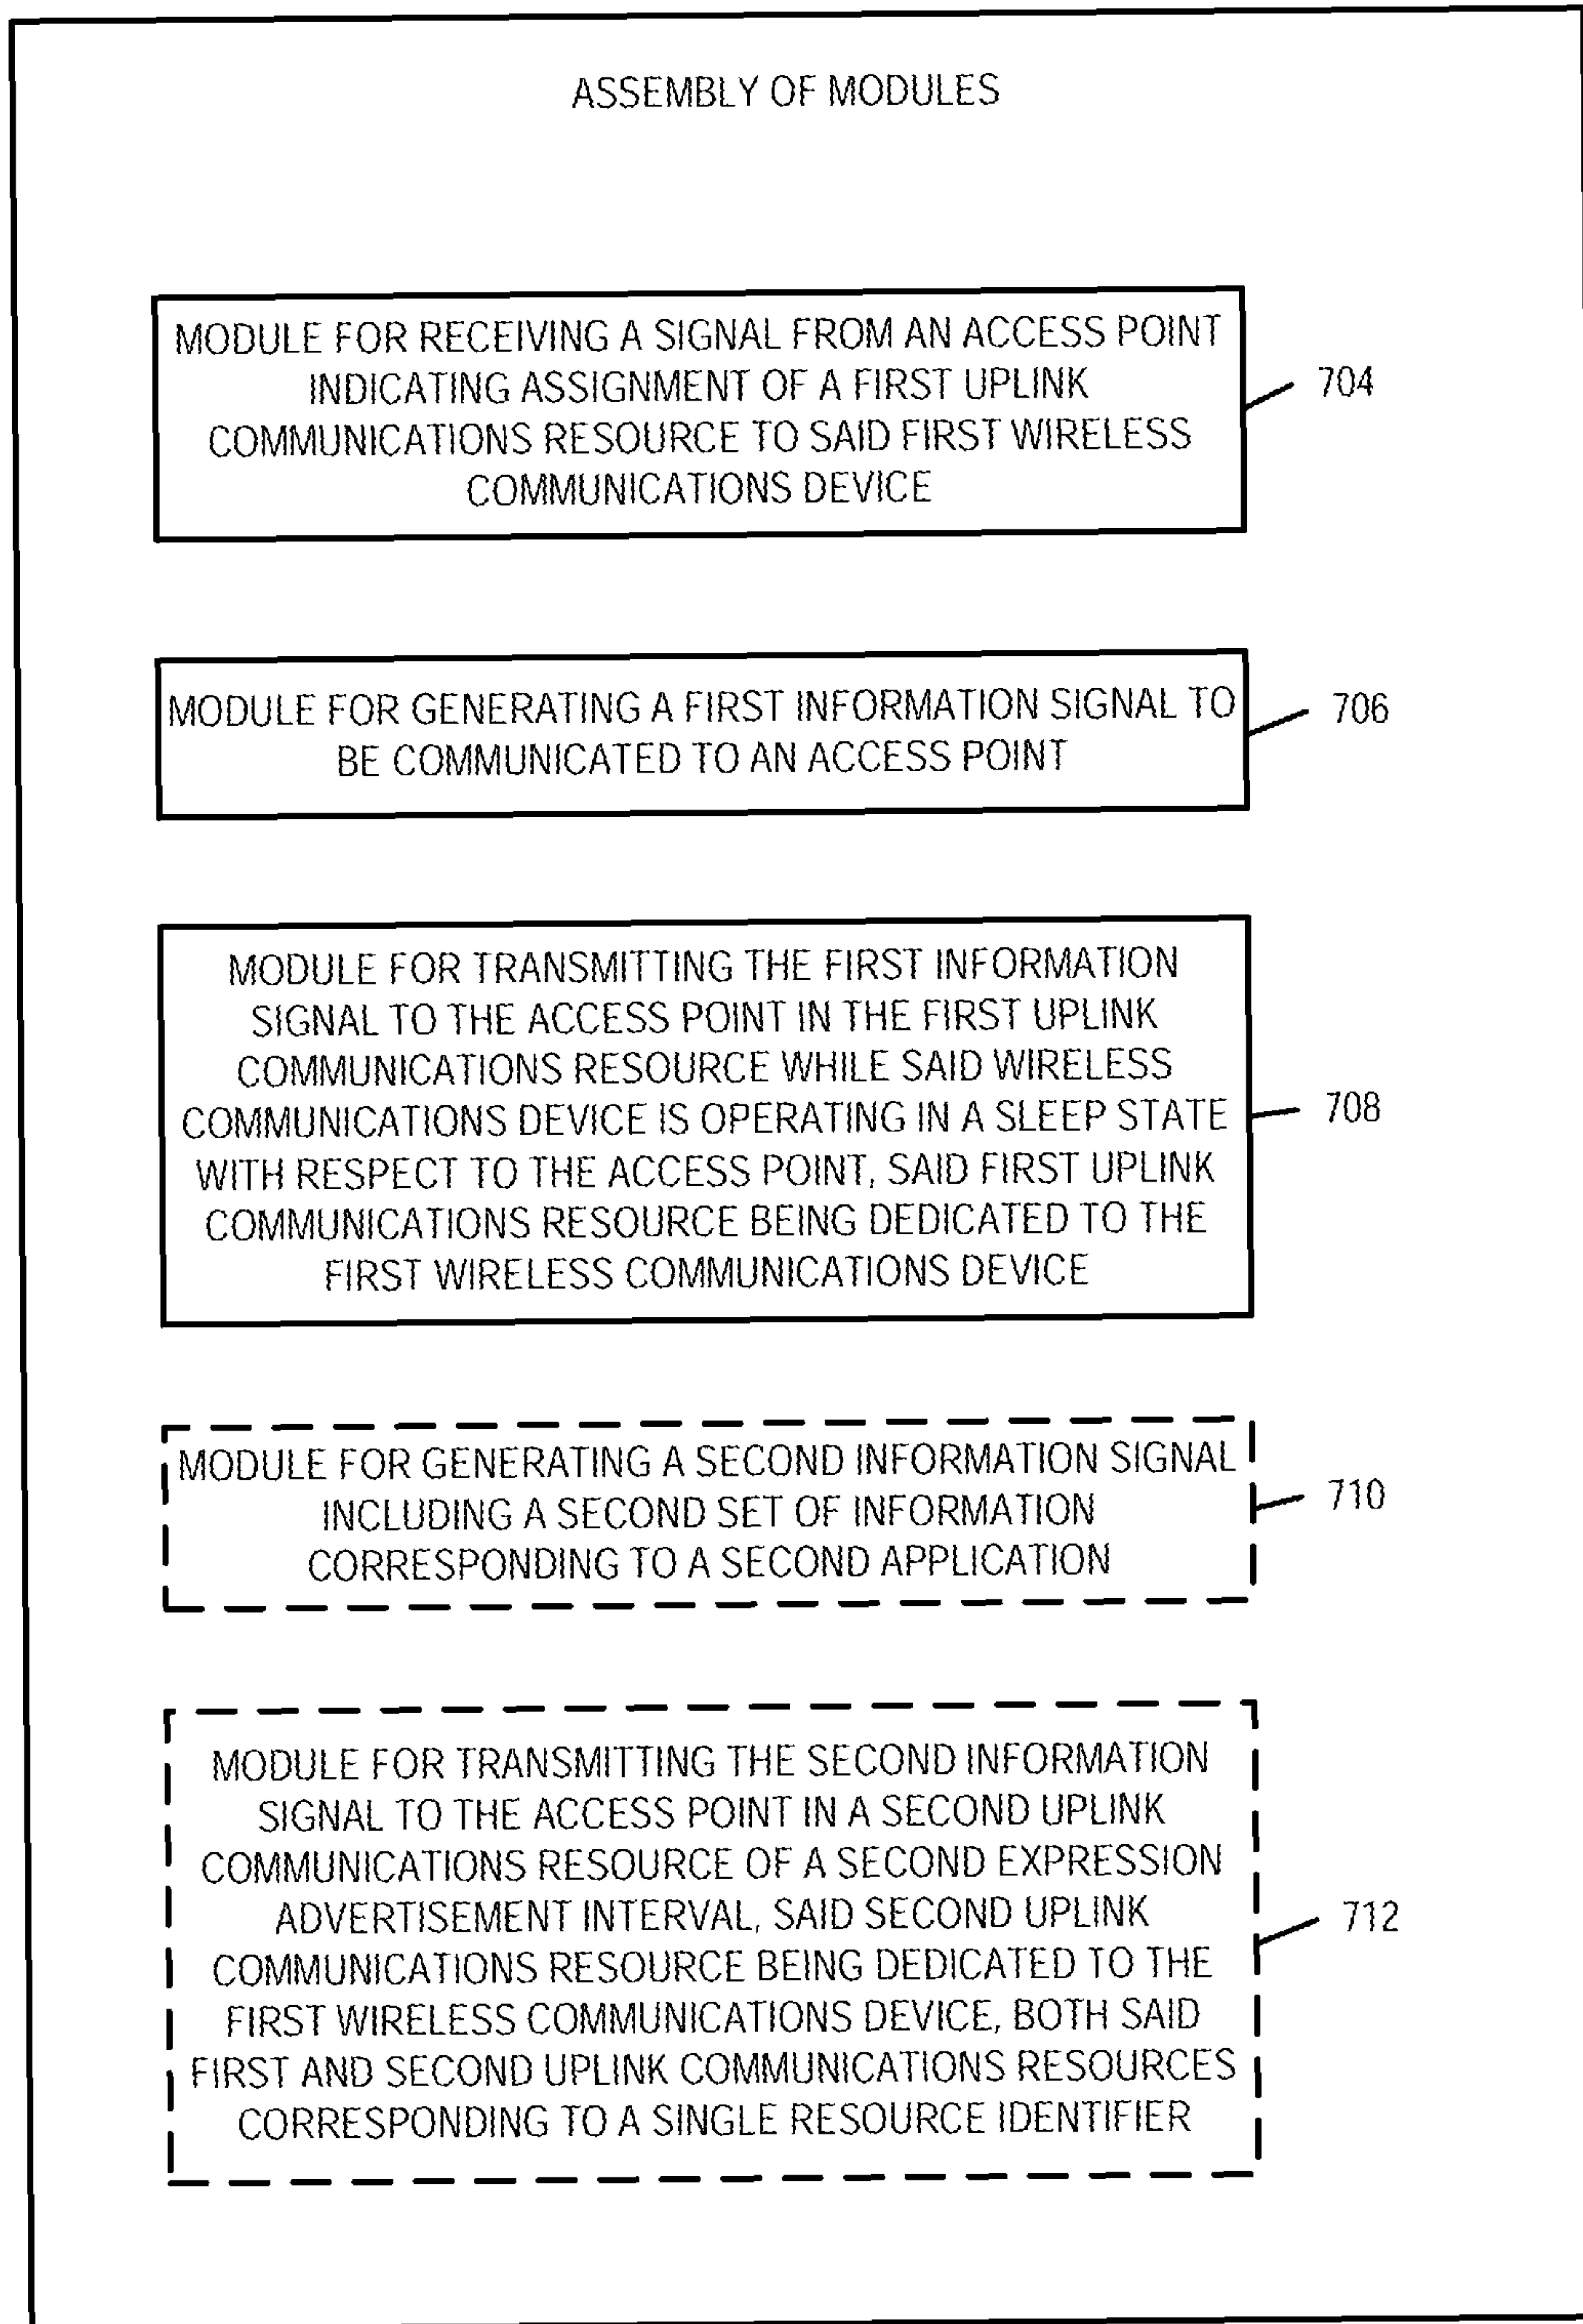 ASSEMBLY OF MODULES
MODULE FOR RECEIVING A SIGNAL FROM AN ACCESS POINT
INDICATING ASSIGNMENT OF A FIRST UPLINK
COMMUNICATIONS RESOURCE TO SAID FIRST WIRELESS
COMMUNICATIONS DEVICE
704
MODULE FOR GENERATING A FIRST INFORMATION SIGNAL TO
BE COMMUNICATED TO AN ACCESS POINT
706
MODULE FOR TRANSMITTING THE FIRST INFORMATION
SIGNAL TO THE ACCESS POINT IN THE FIRST UPLINK
COMMUNICATIONS RESOURCE WHILE SAID WIRELESS
COMMUNICATIONS DEVICE IS OPERATING IN A SLEEP STATE
WITH RESPECT TO THE ACCESS POINT, SAID FIRST UPLINK
COMMUNICATIONS RESOURCE BEING DEDICATED TO THE
FIRST WIRELESS COMMUNICATIONS DEVICE
708
MODULE FOR GENERATING A SECOND INFORMATION SIGNAL
INCLUDING A SECOND SET OF INFORMATION
CORRESPONDING TO A SECOND APPLICATION
710
MODULE FOR TRANSMITTING THE SECOND INFORMATION
SIGNAL TO THE ACCESS POINT IN A SECOND UPLINK
COMMUNICATIONS RESOURCE OF A SECOND EXPRESSION
ADVERTISEMENT INTERVAL, SAID SECOND UPLINK
COMMUNICATIONS RESOURCE BEING DEDICATED TO THE
FIRST WIRELESS COMMUNICATIONS DEVICE, BOTH SAID
FIRST AND SECOND UPLINK COMMUNICATIONS RESOURCES
CORRESPONDING TO A SINGLE RESOURCE IDENTIFIER
712